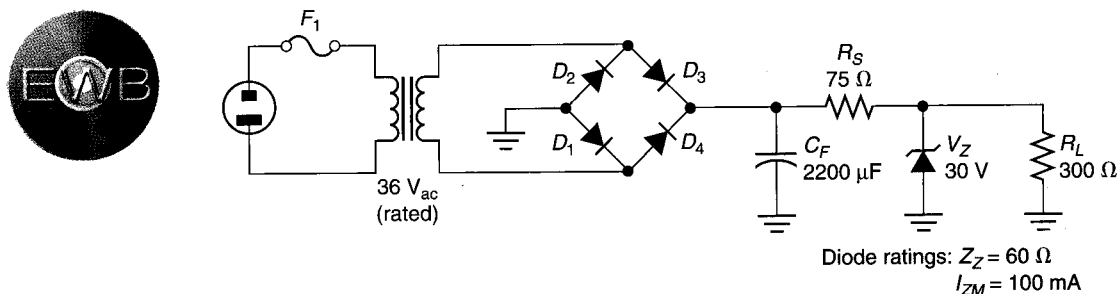 EWB
F1
D2
D3
D1
D4
36 Vac
(rated)
RS
75 Ω
CF
2200 μF
VZ
30 V
RL
300 Ω
Diode ratings: ZZ = 60 Ω
IZM = 100 mA